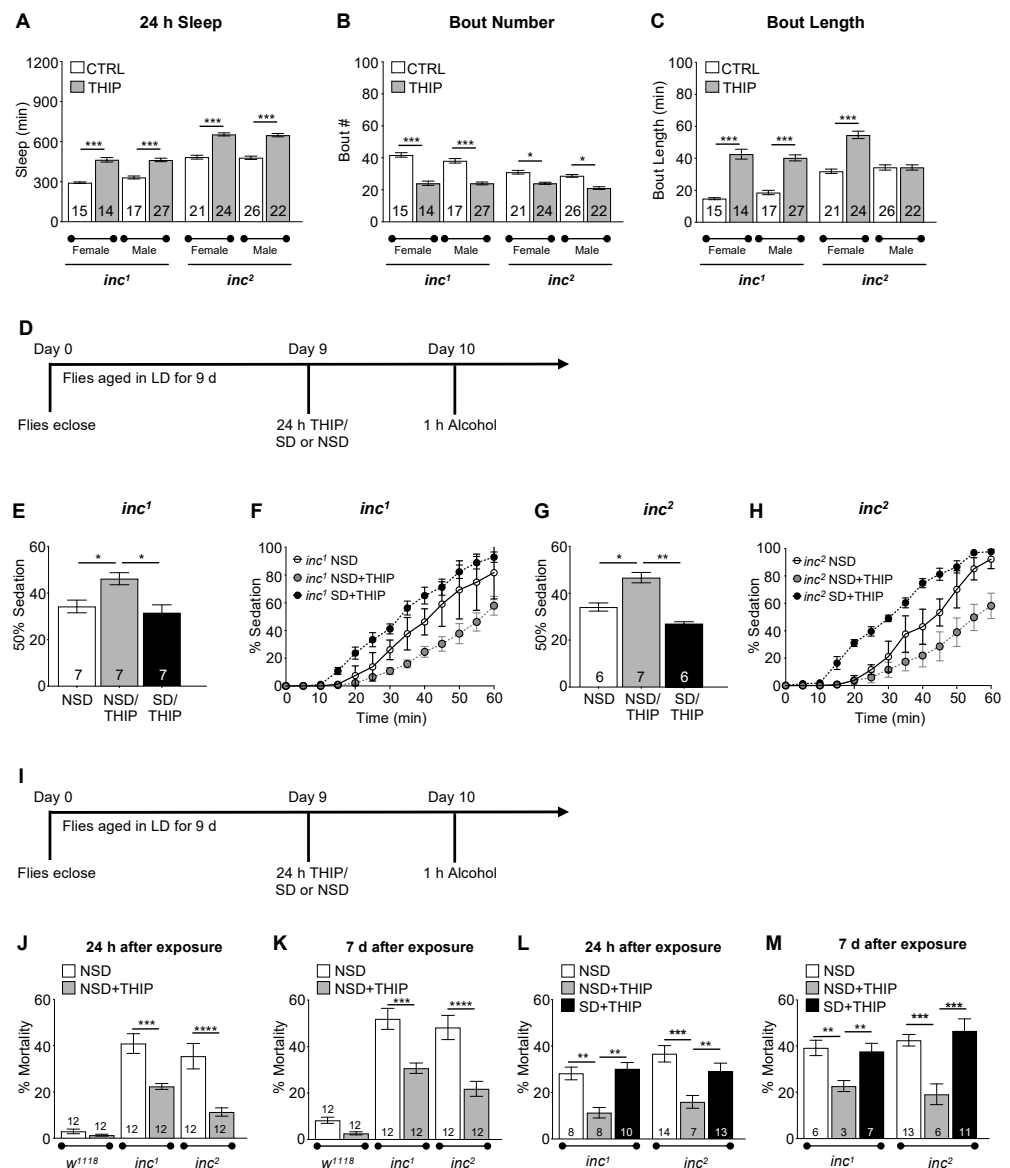 A 24 h Sleep
Sleep (min)
1200
900
600
300
0
CTRL
THIP
*** *** *** ***
15 14 17 27 21 24 26 22
Female Male Female Male
inc1 inc2
B Bout Number
Bout #
100
80
60
40
20
0
CTRL
THIP
*** *** * *
15 14 17 27 21 24 26 22
Female Male Female Male
inc1 inc2
C Bout Length
Bout Length (min)
100
80
60
40
20
0
CTRL
THIP
*** *** ***
15 14 17 27 21 24 26 22
Female Male Female Male
inc1 inc2
D
Day 0 Day 9 Day 10
Flies aged in LD for 9 d
Flies eclose 24 h THIP/ 1 h Alcohol
SD or NSD
E inc1
50% Sedation
60
40
20
0
* *
7 7 7
NSD NSD/ SD/
THIP THIP
F inc1
% Sedation
100
80
60
40
20
0
inc1 NSD
inc1 NSD+THIP
inc1 SD+THIP
0 10 20 30 40 50 60
Time (min)
G inc2
50% Sedation
60
40
20
0
* **
6 7 6
NSD NSD/ SD/
THIP THIP
H inc2
% Sedation
100
80
60
40
20
0
inc2 NSD
inc2 NSD+THIP
inc2 SD+THIP
0 10 20 30 40 50 60
Time (min)
I
Day 0 Day 9 Day 10
Flies aged in LD for 9 d
Flies eclose 24 h THIP/ 1 h Alcohol
SD or NSD
J 24 h after exposure
NSD
NSD+THIP
% Mortality
60
40
20
0
*** ****
12 12 12 12 12 12
w1118 inc1 inc2
K 7 d after exposure
NSD
NSD+THIP
% Mortality
60
40
20
0
*** ****
12 12 12 12 12 12
w1118 inc1 inc2
L 24 h after exposure
NSD
NSD+THIP
SD+THIP
% Mortality
60
40
20
0
** ** *** **
8 8 10 14 7 13
inc1 inc2
M 7 d after exposure
NSD
NSD+THIP
SD+THIP
% Mortality
60
40
20
0
** ** *** ***
6 3 7 13 6 11
inc1 inc2